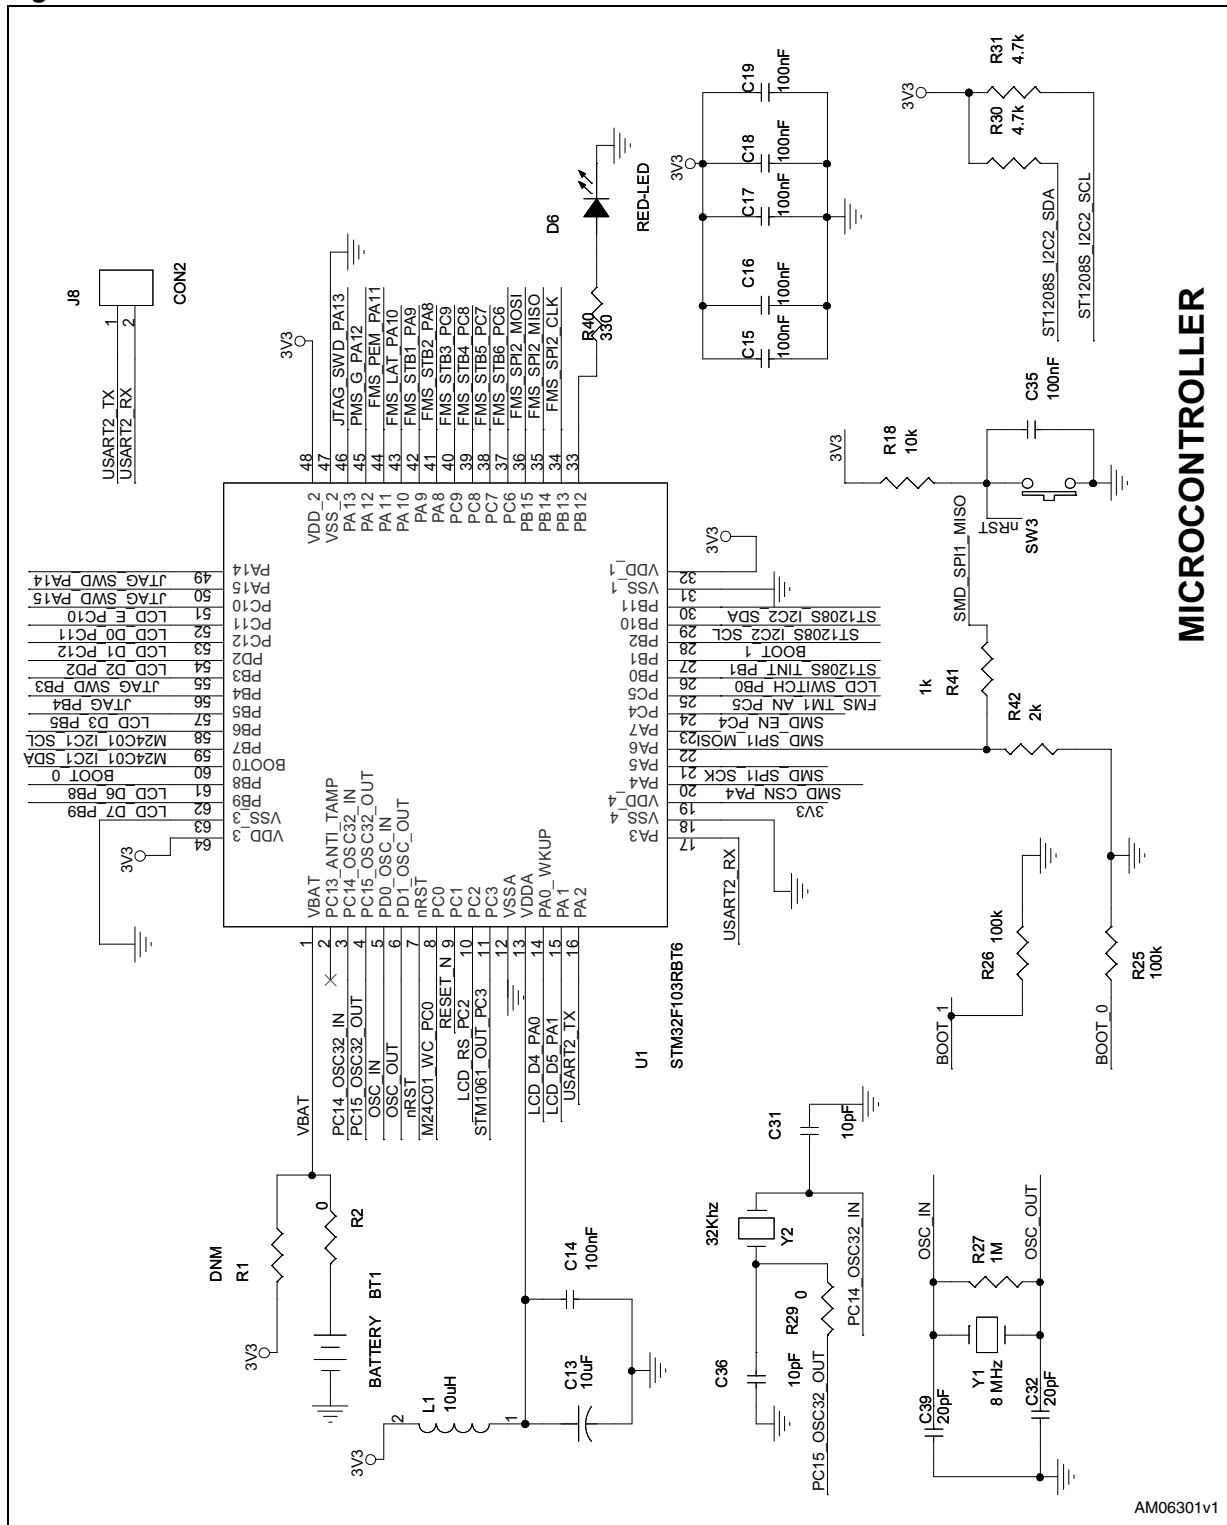 J8
1
2
CON2
USART2_TX
USART2_RX
3V3
D6
RED-LED
R40
330
JTAG_SWD_PA13
PMS_G_PA12
FMS_PEM_PA11
FMS_LAT_PA10
FMS_STB1_PA9
FMS_STB2_PA8
FMS_STB3_PC9
FMS_STB4_PC8
FMS_STB5_PC7
FMS_STB6_PC6
FMS_SPI2_MOSI
FMS_SPI2_MISO
FMS_SPI2_CLK
48
47
46
45
44
43
42
41
40
39
38
37
36
35
34
33
VDD_2
VSS_2
PA13
PA12
PA11
PA10
PA9
PA8
PC9
PC8
PC7
PC6
PB15
PB14
PB13
PB12
3V3
C19
100nF
C18
100nF
C17
100nF
C16
100nF
C15
100nF
3V3
R31
4.7k
R30
4.7k
ST1208S_I2C2_SDA
ST1208S_I2C2_SCL
JTAG_SWD_PA14
JTAG_SWD_PA15
LCD_E_PC10
LCD_D0_PC11
LCD_D1_PC12
LCD_D2_PD2
JTAG_SWD_PB3
JTAG_PB4
LCD_D3_PB5
M24C01_I2C1_SCL
M24C01_I2C1_SDA
BOOT_0
LCD_D6_PB8
LCD_D7_PB9
3V3
49
50
51
52
53
54
55
56
57
58
59
60
61
62
63
64
PA14
PA15
PC10
PC11
PC12
PD2
PB3
PB4
PB5
PB6
PB7
BOOT0
PB8
PB9
VSS_3
VDD_3
VDD_1
VSS_1
PB11
PB10
PB2
PB1
PB0
PC5
PC4
PA7
PA6
PA5
PA4
VDD_4
VSS_4
PA3
32
31
30
29
28
27
26
25
24
23
22
21
20
19
18
17
3V3
ST1208S_I2C2_SDA
ST1208S_I2C2_SCL
BOOT_1
ST1208S_TINT_PB1
LCD_SWITCH_PB0
FMS_TM1_AN_PC5
SMD_EN_PC4
SMD_SPI1_MOSI
SMD_SPI1_SCK
SMD_CSN_PA4
3V3
USART2_RX
3V3
R18
10k
C35
100nF
nRST
SW3
SMD_SPI1_MISO
1k
R41
R42
2k
MICROCONTROLLER
VBAT
PC13_ANTI_TAMP
PC14_OSC32_IN
PC15_OSC32_OUT
PD0_OSC_IN
PD1_OSC_OUT
nRST
PC0
PC1
PC2
PC3
VSSA
VDDA
PA0_WKUP
PA1
PA2
1
2
3
4
5
6
7
8
9
10
11
12
13
14
15
16
VBAT
PC14_OSC32_IN
PC15_OSC32_OUT
OSC_IN
OSC_OUT
nRST
M24C01_WC_PC0
RESET_N
LCD_RS_PC2
STM1061_OUT_PC3
LCD_D4_PA0
LCD_D5_PA1
USART2_TX
U1
STM32F103RBT6
R26
100k
BOOT_1
R25
100k
BOOT_0
DNM
R1
3V3
0
R2
BATTERY BT1
3V3
2
L1
10uH
1
C14
100nF
C13
10uF
C31
10pF
32Khz
Y2
PC14_OSC32_IN
R29
0
C36
10pF
PC15_OSC32_OUT
OSC_IN
R27
1M
OSC_OUT
Y1
8 MHz
C39
20pF
C32
20pF
AM06301v1